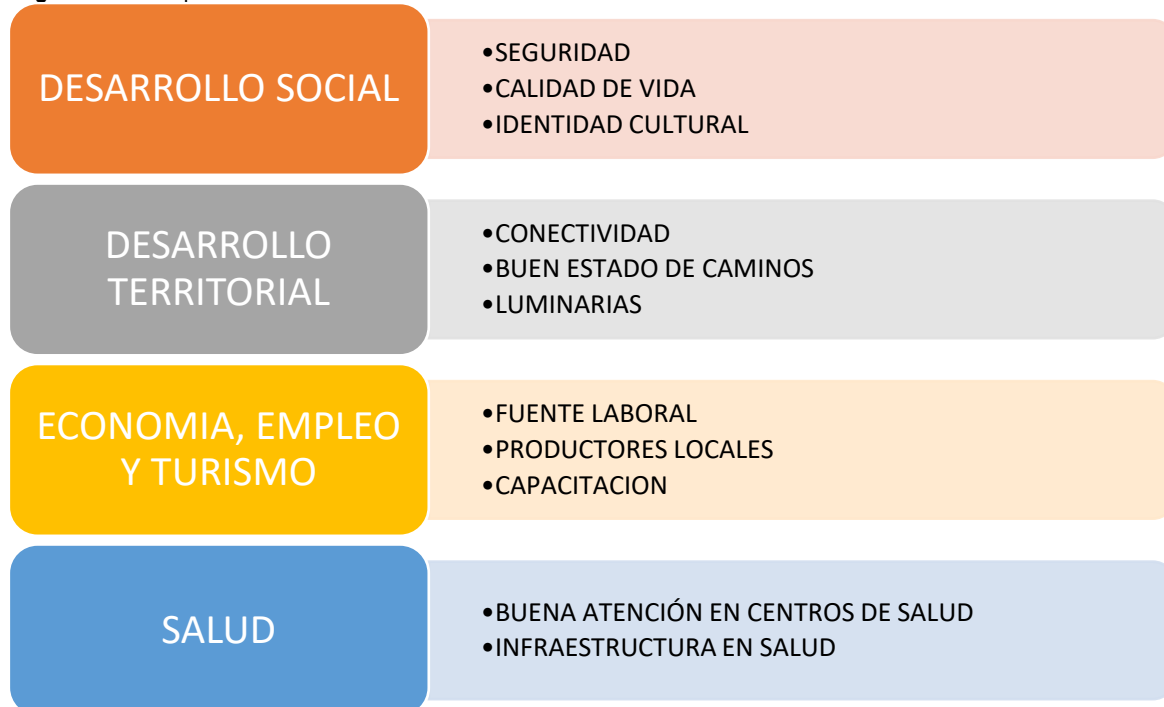 DESARROLLO SOCIAL
•SEGURIDAD
•CALIDAD DE VIDA
•IDENTIDAD CULTURAL
DESARROLLO
TERRITORIAL
•CONECTIVIDAD
•BUEN ESTADO DE CAMINOS
•LUMINARIAS
ECONOMIA, EMPLEO
Y TURISMO
•FUENTE LABORAL
•PRODUCTORES LOCALES
•CAPACITACION
SALUD
•BUENA ATENCIÓN EN CENTROS DE SALUD
•INFRAESTRUCTURA EN SALUD